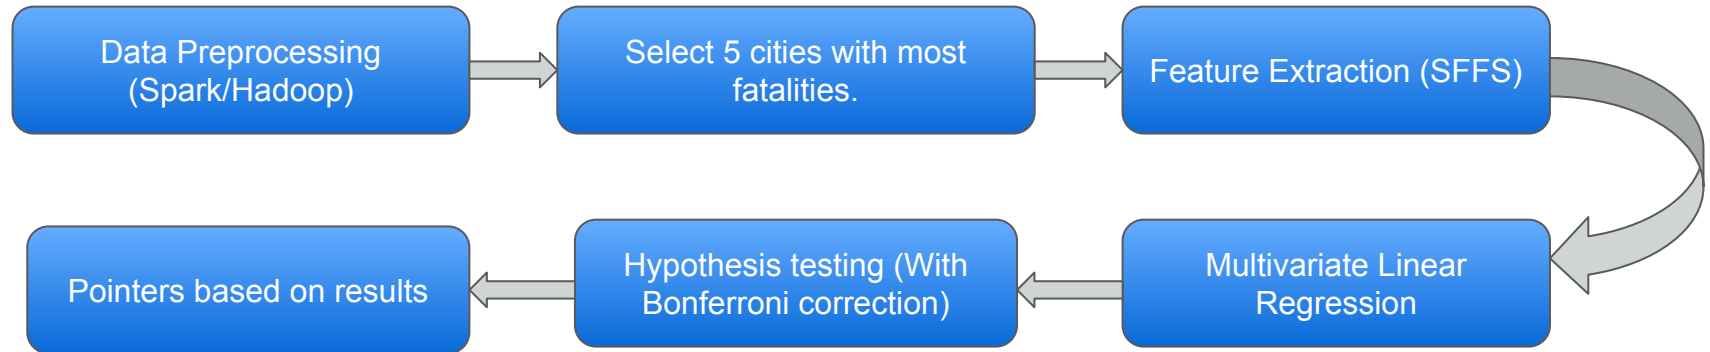 Data Preprocessing
(Spark/Hadoop)
Select 5 cities with most
fatalities.
Feature Extraction (SFFS)
Multivariate Linear
Regression
Hypothesis testing (With
Bonferroni correction)
Pointers based on results